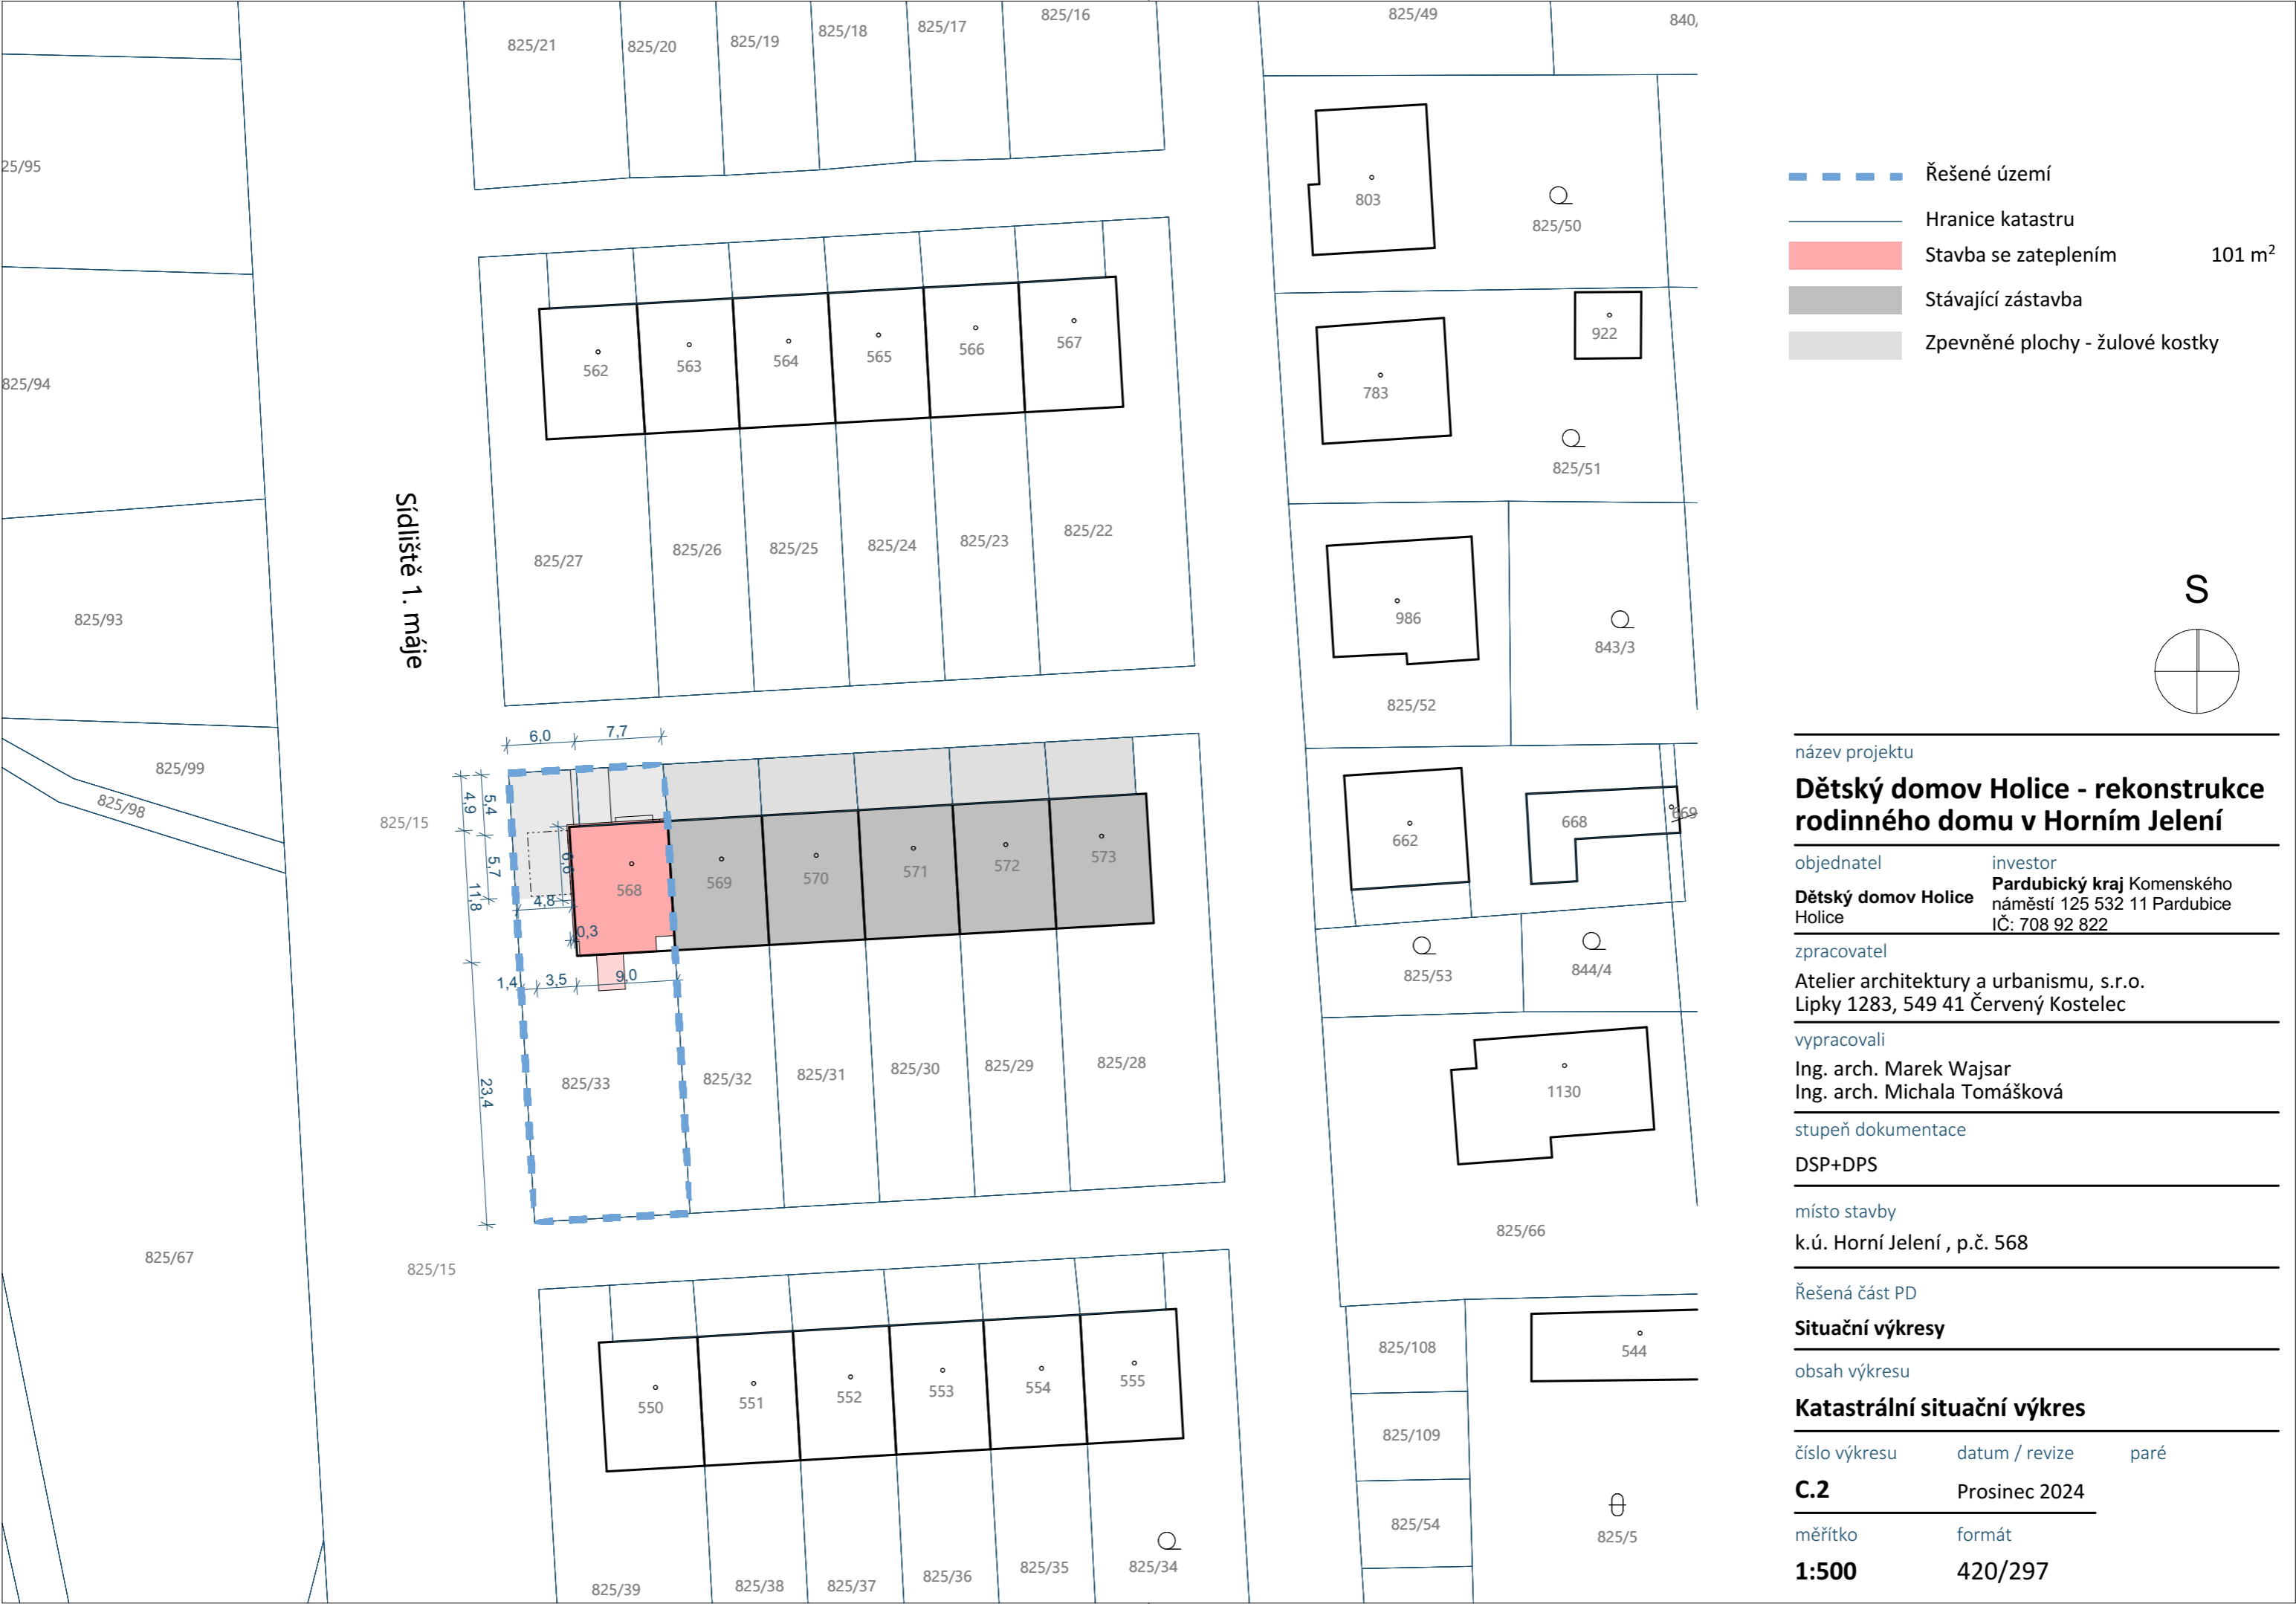 825/21
825/20
825/19
825/18
825/17
825/16
825/49
840/
25/95
803
825/50
825/94
562
563
564
565
566
567
783
922
825/51
Sídliště 1. máje
825/27
825/26
825/25
825/24
825/23
825/22
825/93
986
843/3
825/52
6,0
7,7
825/99
825/98
825/15
4,9
5,4
5,7
11,8
6,6
4,8
0,3
568
569
570
571
572
573
662
668
669
1,4
3,5
9,0
825/53
844/4
23,4
825/33
825/32
825/31
825/30
825/29
825/28
1130
825/66
825/67
825/15
550
551
552
553
554
555
825/108
544
825/109
825/54
825/5
825/39
825/38
825/37
825/36
825/35
825/34
Řešené území
Hranice katastru
Stavba se zateplením 101 m²
Stávající zástavba
Zpevněné plochy - žulové kostky
S
název projektu
Dětský domov Holice - rekonstrukce
rodinného domu v Horním Jelení
objednatel
Dětský domov Holice
Holice
investor
Pardubický kraj Komenského
náměstí 125 532 11 Pardubice
IČ: 708 92 822
zpracovatel
Atelier architektury a urbanismu, s.r.o.
Lipky 1283, 549 41 Červený Kostelec
vypracovali
Ing. arch. Marek Wajsar
Ing. arch. Michala Tomášková
stupeň dokumentace
DSP+DPS
místo stavby
k.ú. Horní Jelení , p.č. 568
Řešená část PD
Situační výkresy
obsah výkresu
Katastrální situační výkres
číslo výkresu datum / revize paré
C.2 Prosinec 2024
měřítko formát
1:500 420/297